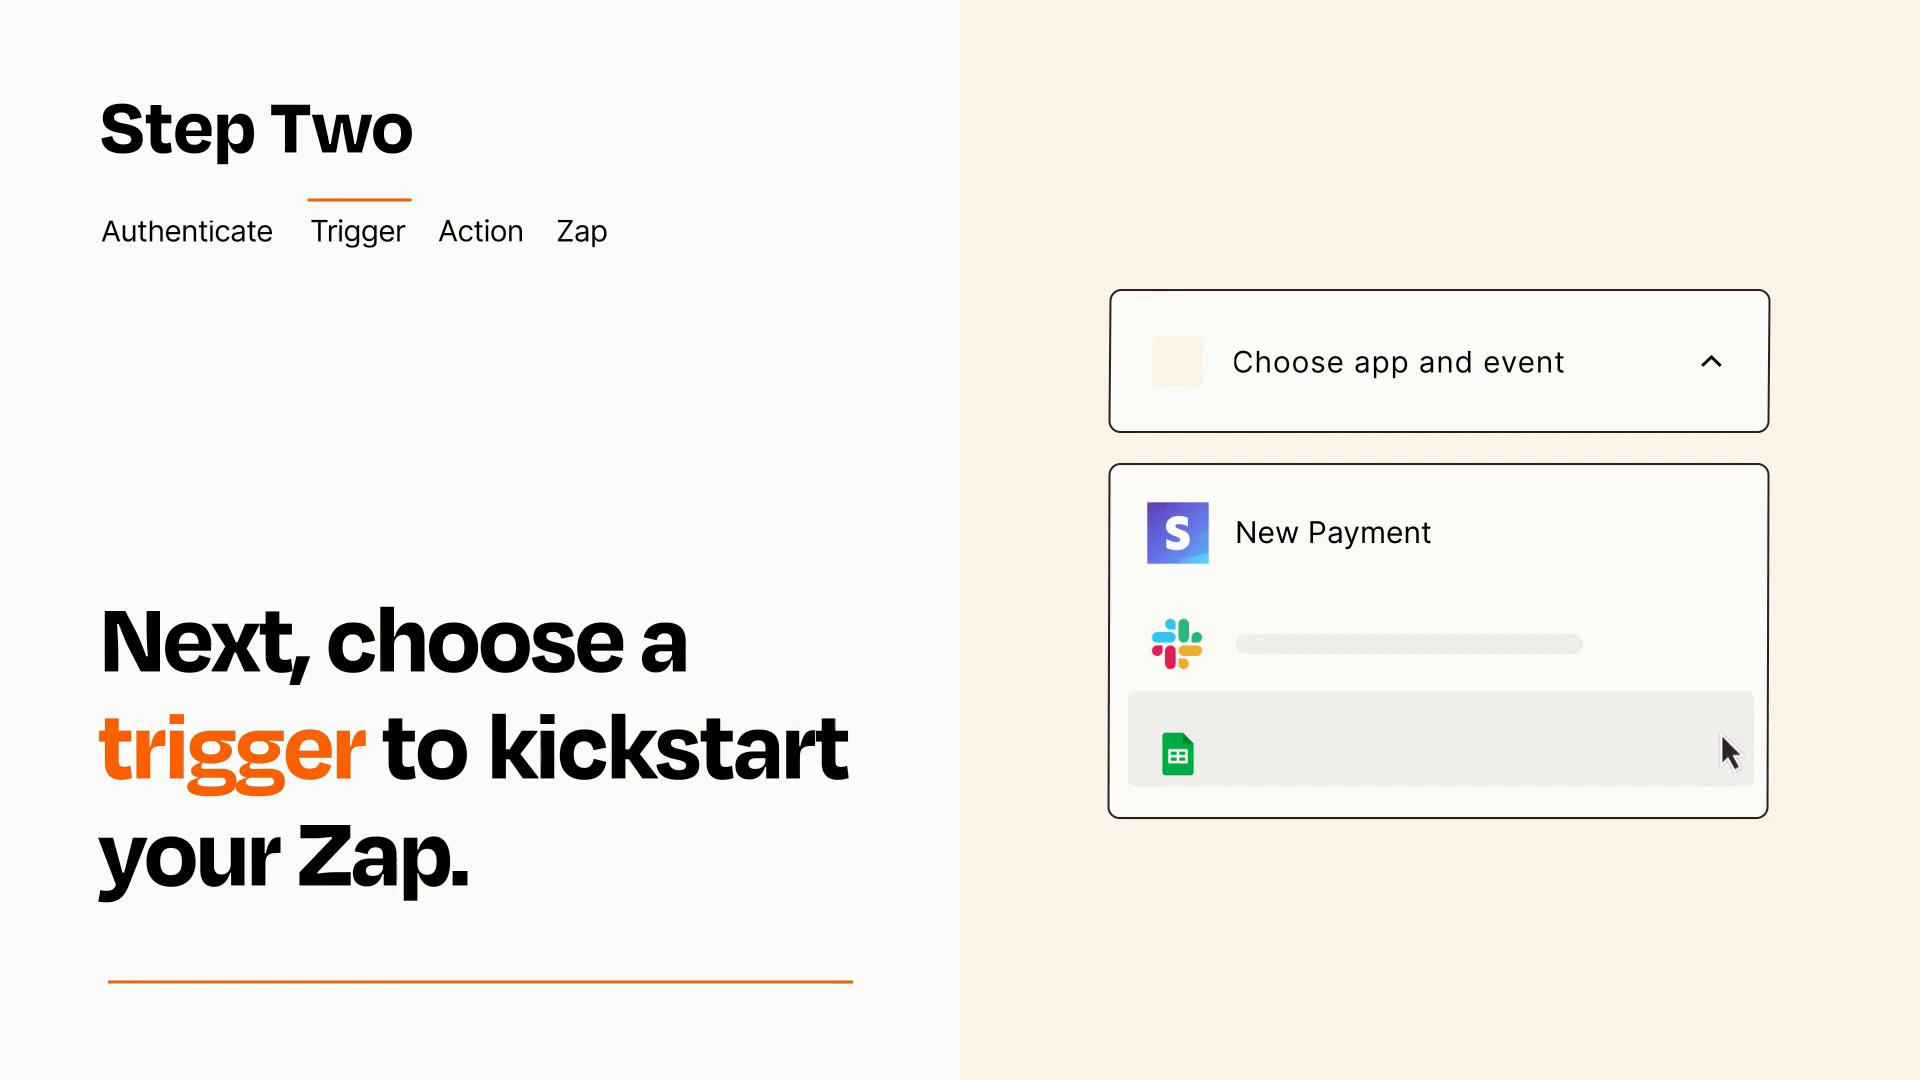 Step Two
Authenticate Trigger Action Zap
Next, choose a
trigger to kickstart
your Zap.
Choose app and event
S New Payment